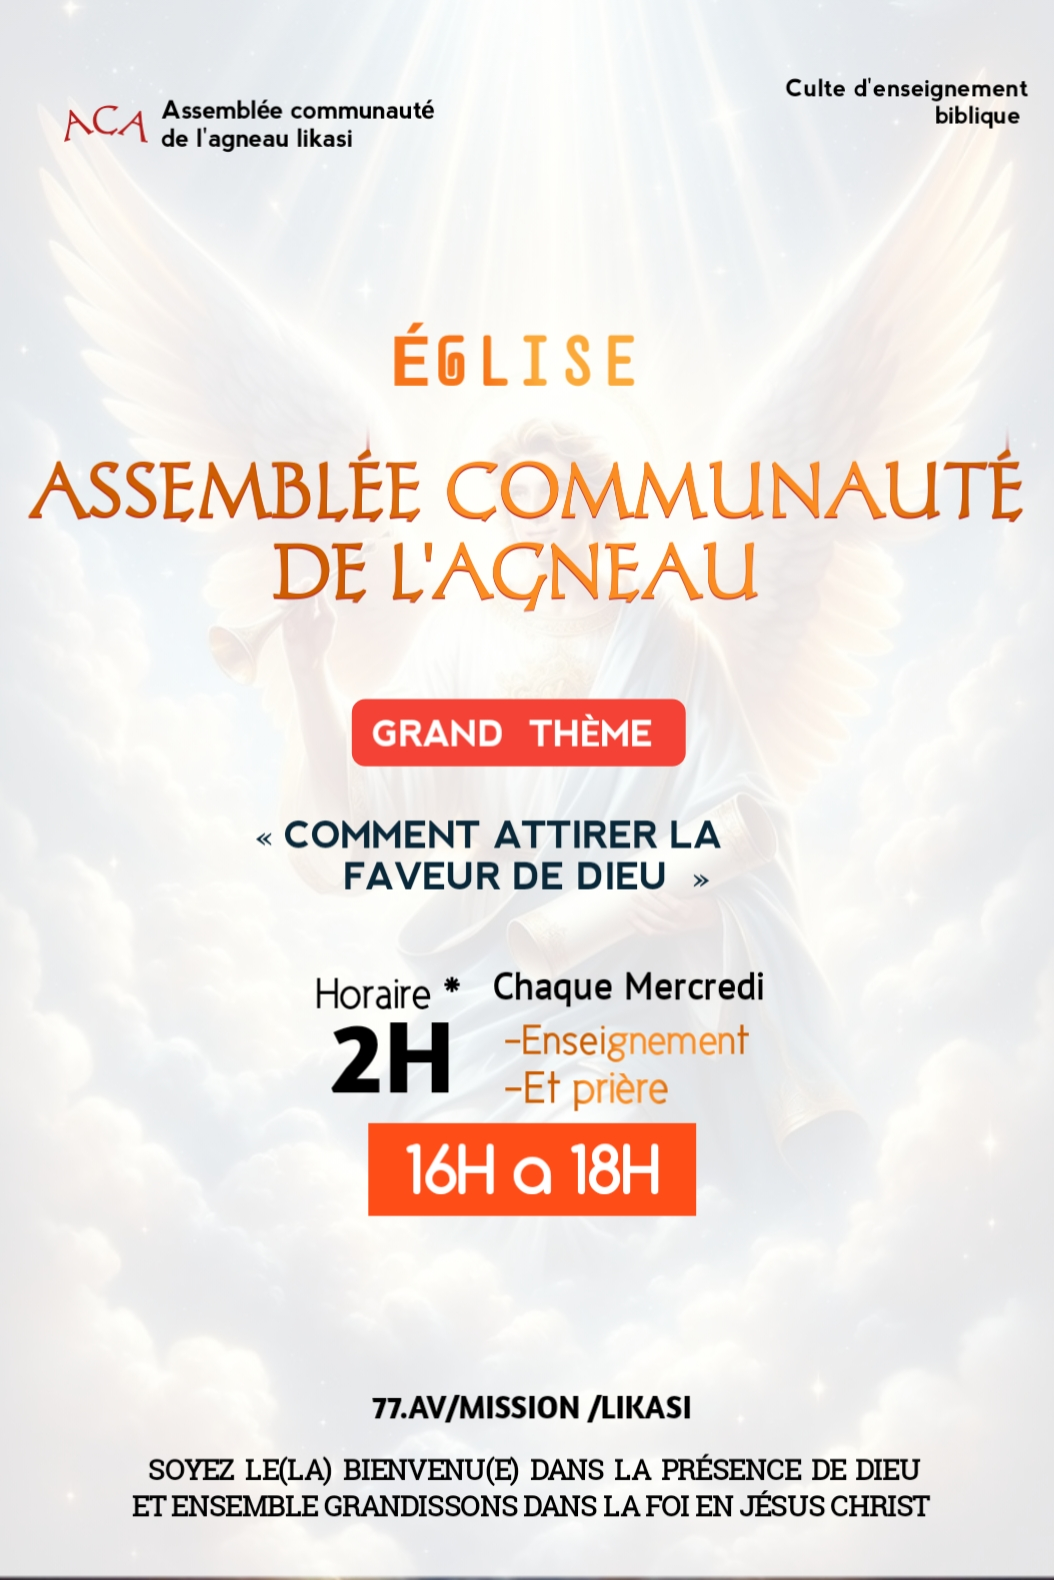 ACA
Assemblée communauté
de l'agneau likasi
Culte d'enseignement
biblique
ÉGLISE
ASSEMBLÉE COMMUNAUTÉ
DE L'AGNEAU
GRAND THÈME
« COMMENT ATTIRER LA
FAVEUR DE DIEU »
Horaire *
2H
Chaque Mercredi
-Enseignement
-Et prière
16H a 18H
77.AV/MISSION /LIKASI
SOYEZ LE(LA) BIENVENU(E) DANS LA PRÉSENCE DE DIEU
ET ENSEMBLE GRANDISSONS DANS LA FOI EN JÉSUS CHRIST